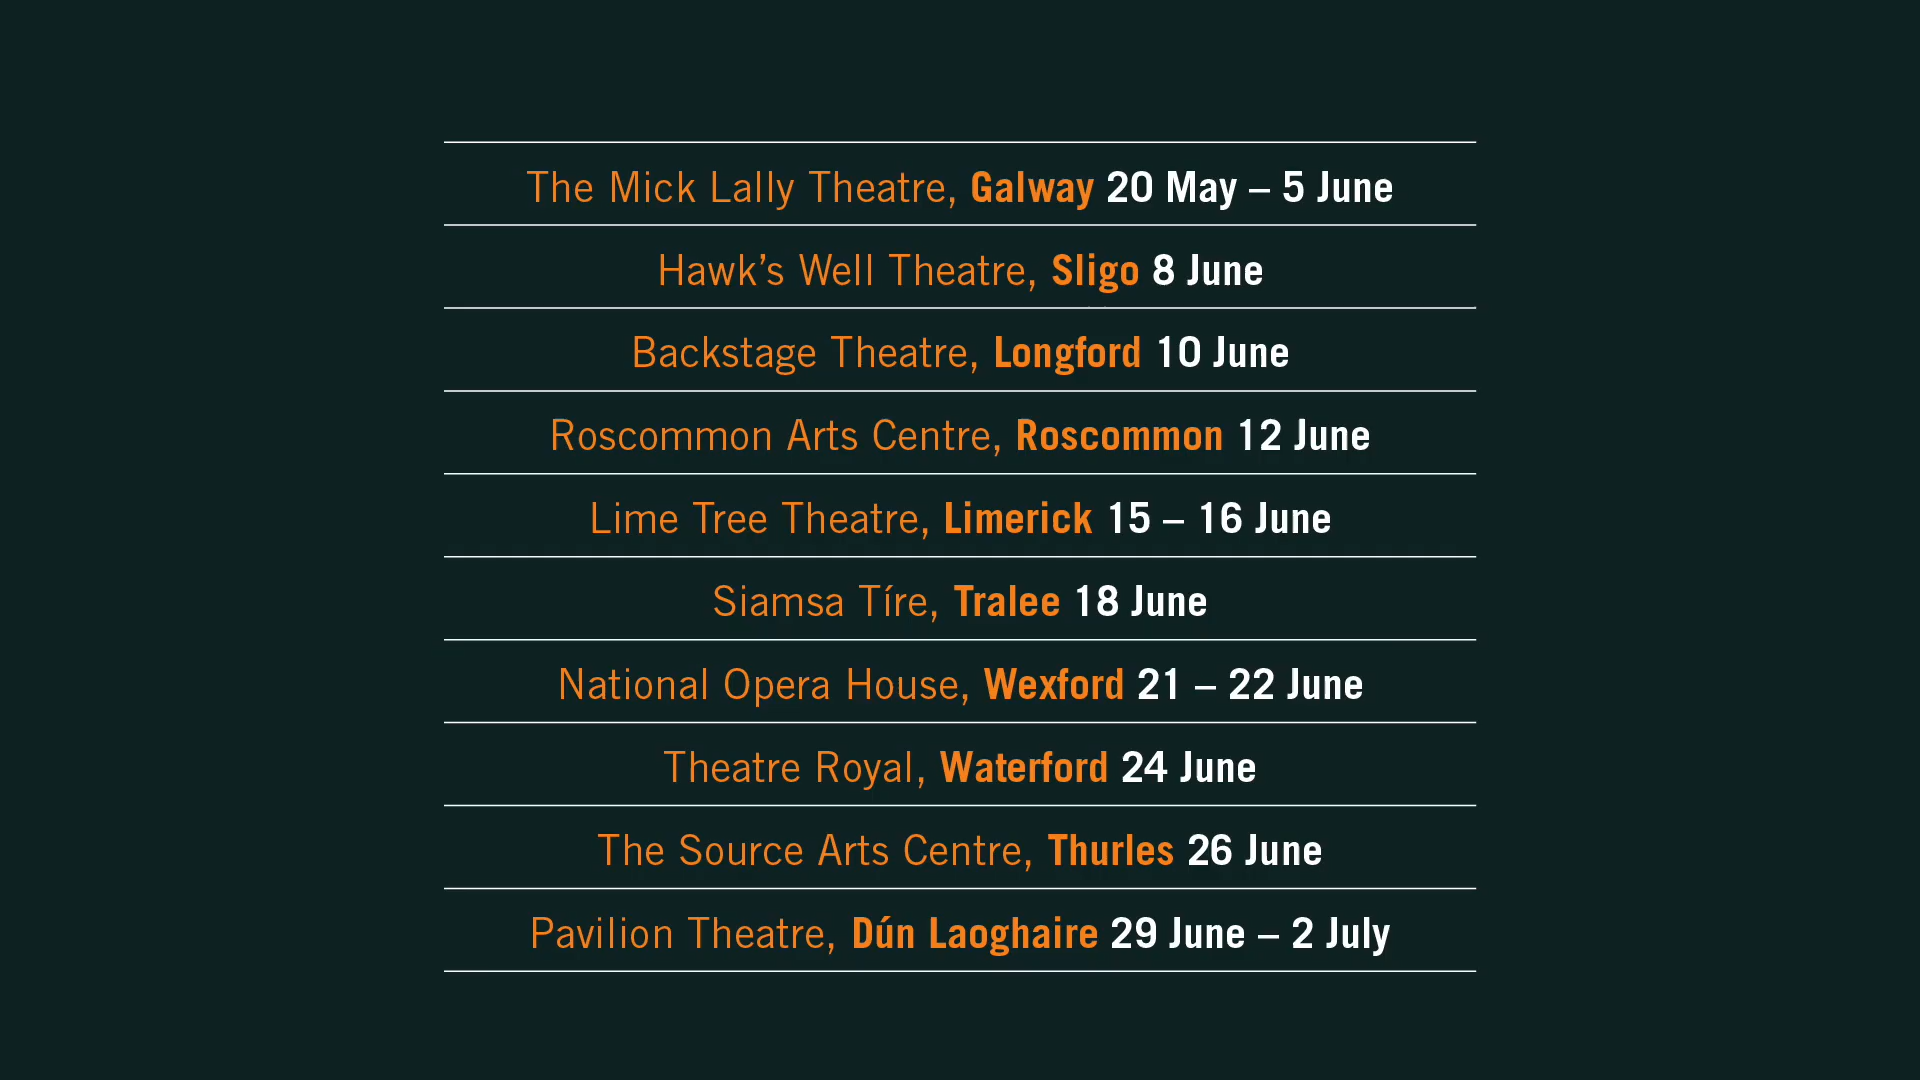 The Mick Lally Theatre, Galway 20 May – 5 June
Hawk’s Well Theatre, Sligo 8 June
Backstage Theatre, Longford 10 June
Roscommon Arts Centre, Roscommon 12 June
Lime Tree Theatre, Limerick 15 – 16 June
Siamsa Tíre, Tralee 18 June
National Opera House, Wexford 21 – 22 June
Theatre Royal, Waterford 24 June
The Source Arts Centre, Thurles 26 June
Pavilion Theatre, Dún Laoghaire 29 June – 2 July